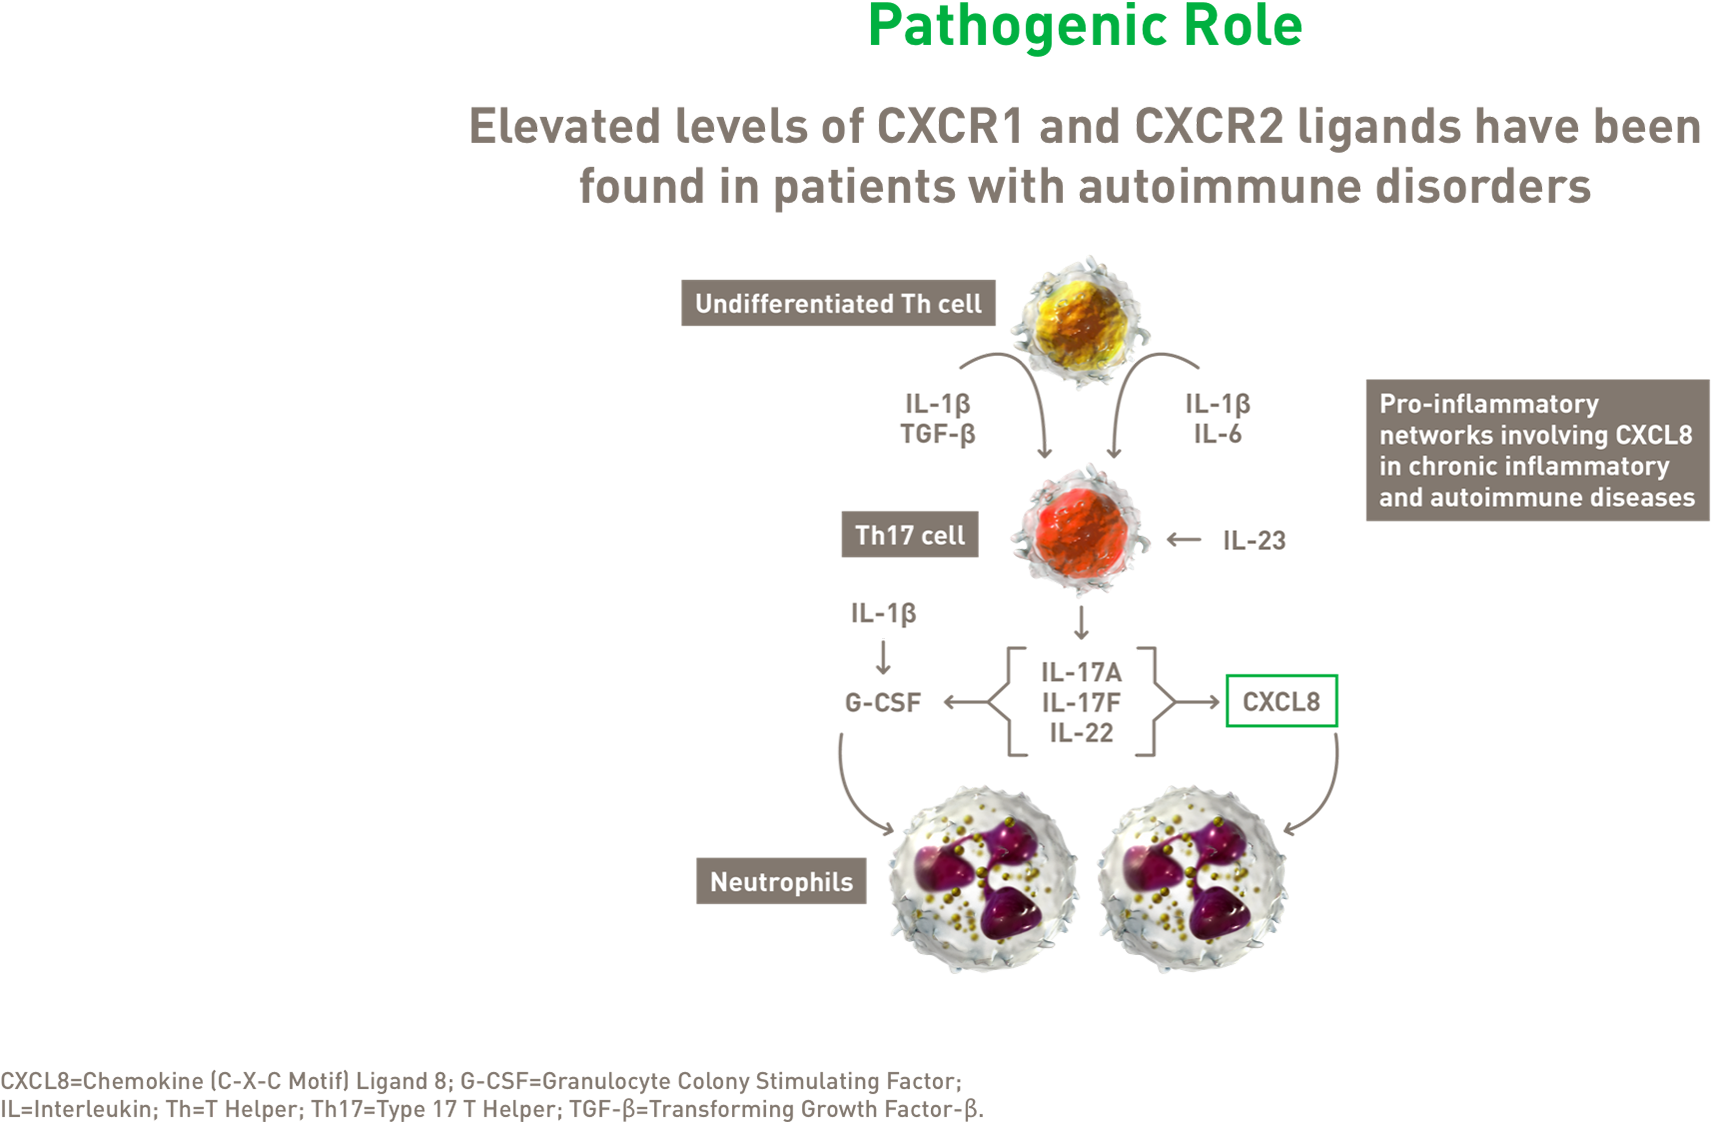 Pathogenic Role
Elevated levels of CXCR1 and CXCR2 ligands have been
found in patients with autoimmune disorders
Undifferentiated Th cell
IL-1β
TGF-β
IL-1β
IL-6
Pro-inflammatory
networks involving CXCL8
in chronic inflammatory
and autoimmune diseases
Th17 cell
IL-23
IL-1β
G-CSF
IL-17A
IL-17F
IL-22
CXCL8
Neutrophils
CXCL8=Chemokine (C-X-C Motif) Ligand 8; G-CSF=Granulocyte Colony Stimulating Factor;
IL=Interleukin; Th=T Helper; Th17=Type 17 T Helper; TGF-β=Transforming Growth Factor-β.